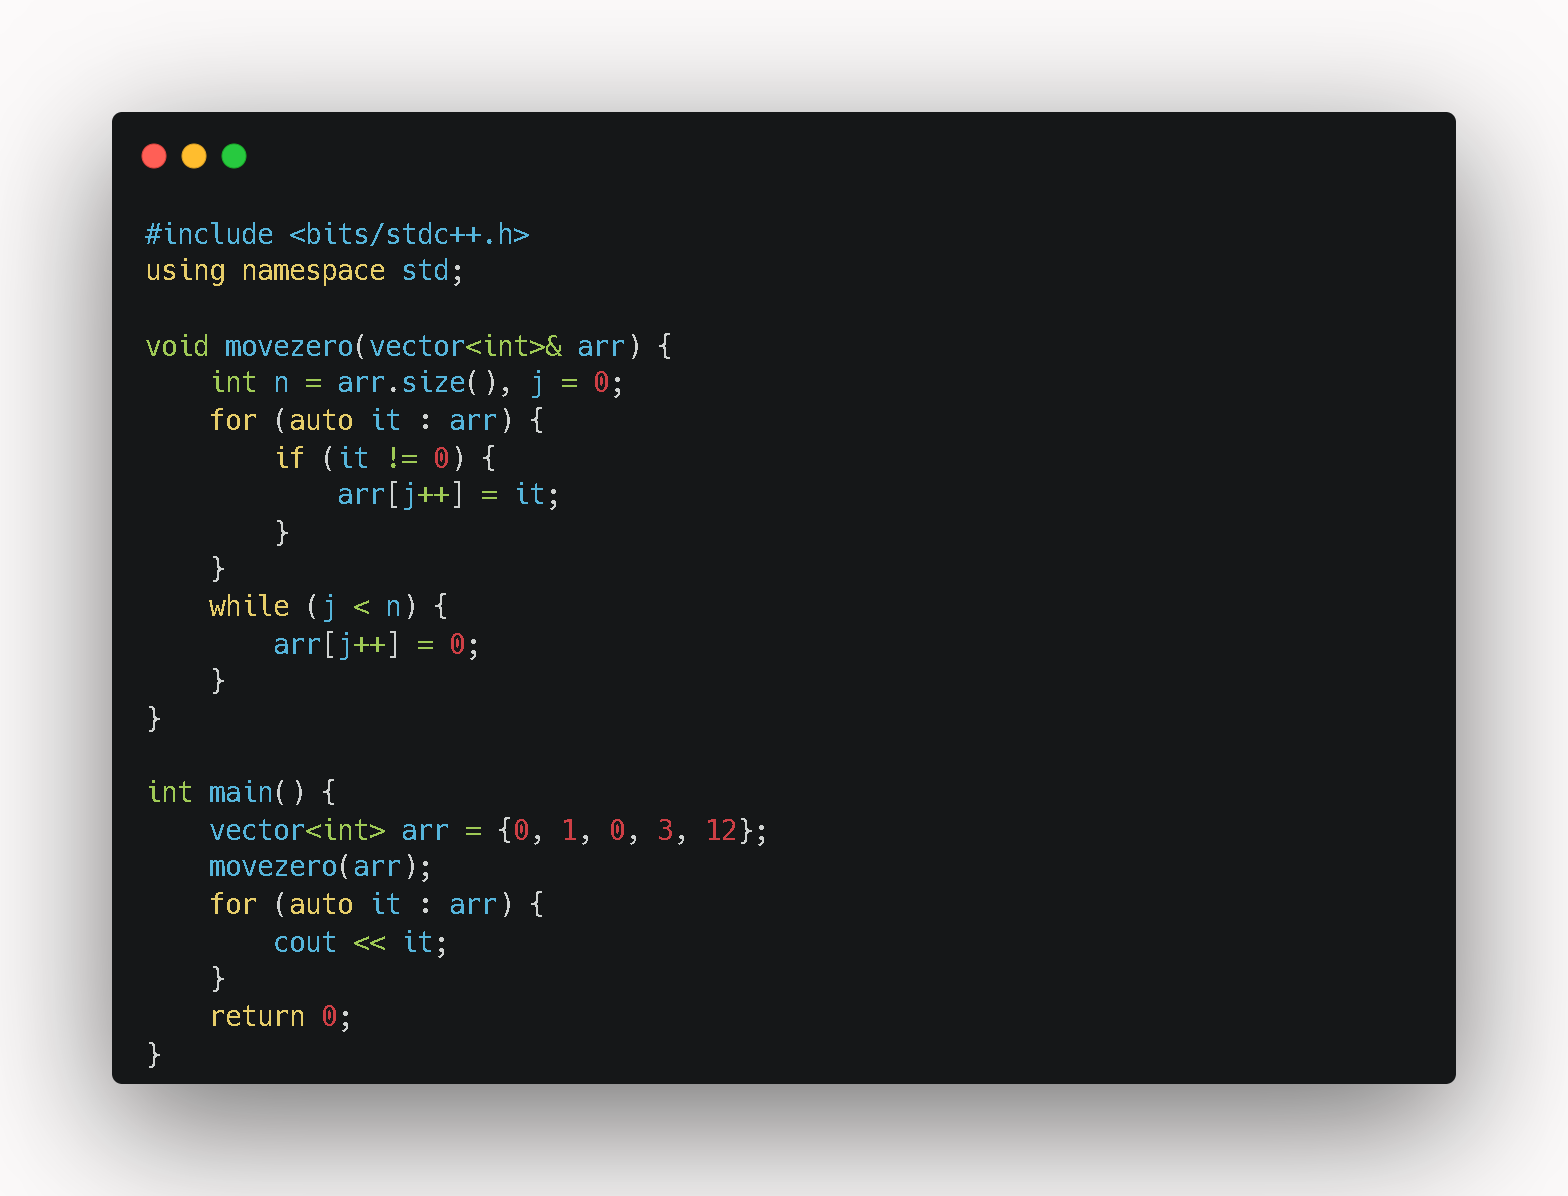 #include <bits/stdc++.h>
using namespace std;

void movezero(vector<int>& arr) {
    int n = arr.size(), j = 0;
    for (auto it : arr) {
        if (it != 0) {
            arr[j++] = it;
        }
    }
    while (j < n) {
        arr[j++] = 0;
    }
}

int main() {
    vector<int> arr = {0, 1, 0, 3, 12};
    movezero(arr);
    for (auto it : arr) {
        cout << it;
    }
    return 0;
}